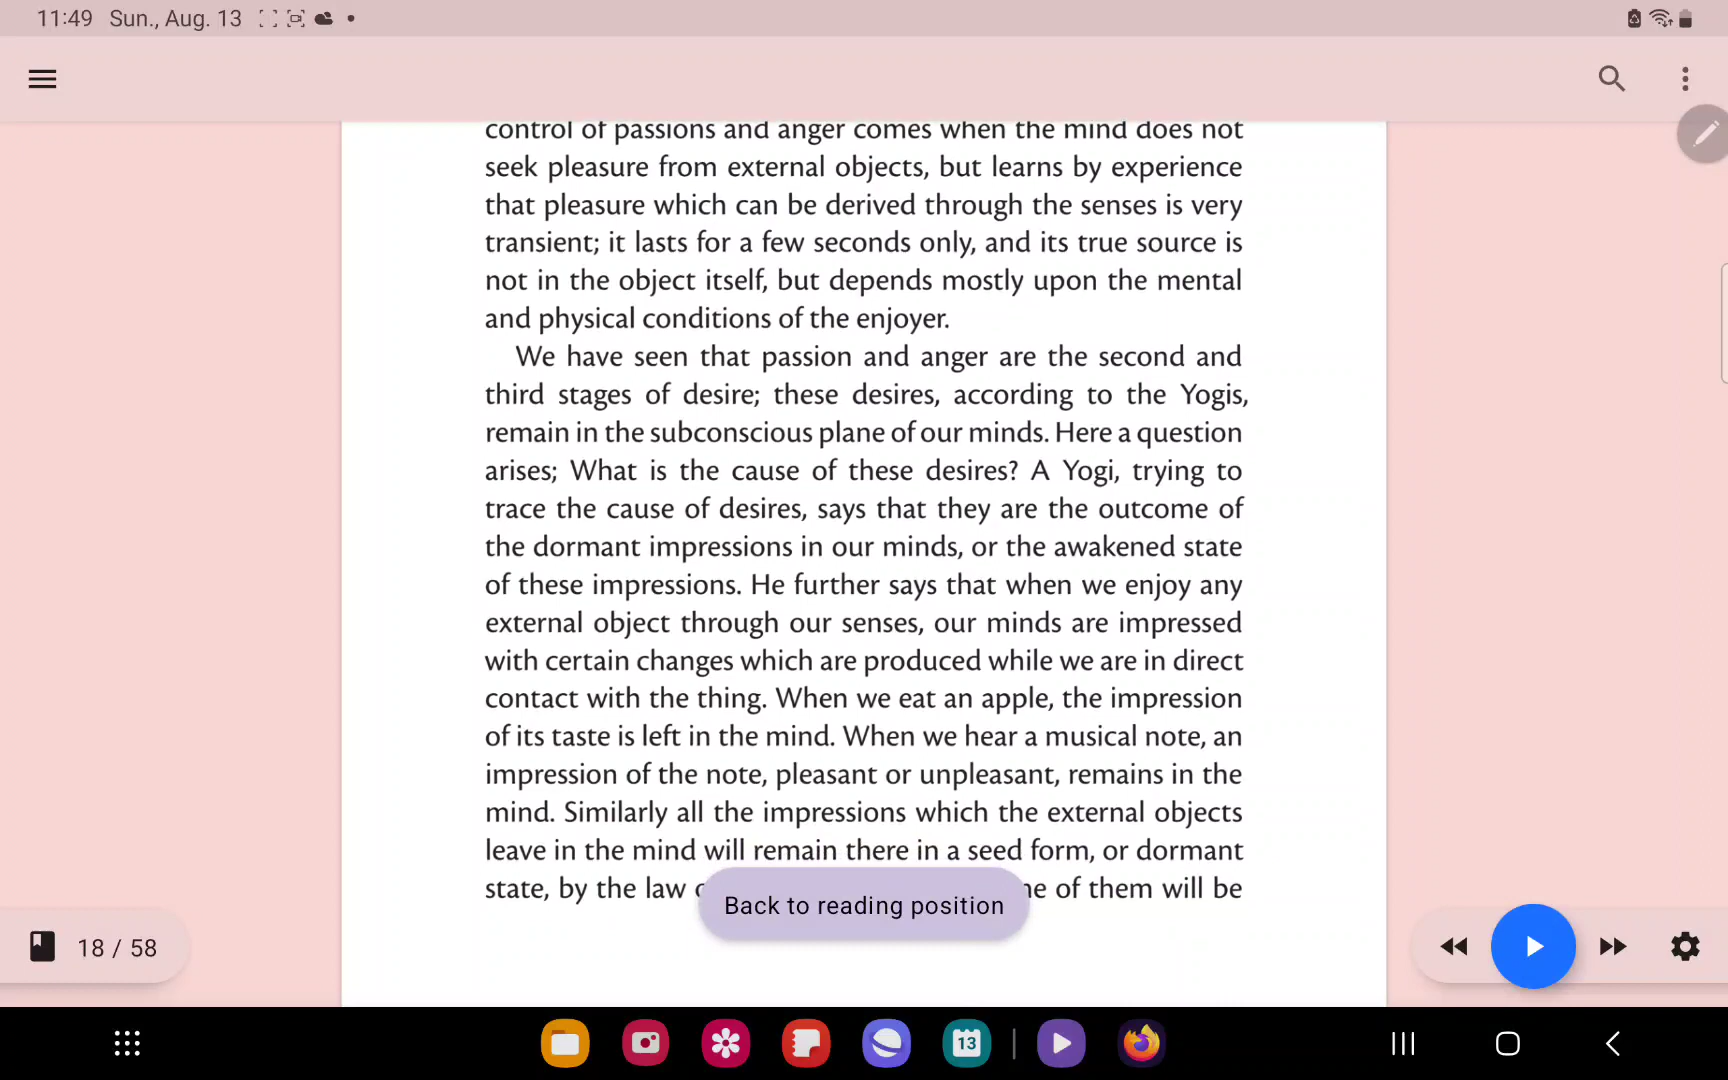 11:49 Sun., Aug. 13
control of passions and anger comes when the mind does not
seek pleasure from external objects, but learns by experience
that pleasure which can be derived through the senses is very
transient; it lasts for a few seconds only, and its true source is
not in the object itself, but depends mostly upon the mental
and physical conditions of the enjoyer.
We have seen that passion and anger are the second and
third stages of desire; these desires, according to the Yogis,
remain in the subconscious plane of our minds. Here a question
arises; What is the cause of these desires? A Yogi, trying to
trace the cause of desires, says that they are the outcome of
the dormant impressions in our minds, or the awakened state
of these impressions. He further says that when we enjoy any
external object through our senses, our minds are impressed
with certain changes which are produced while we are in direct
contact with the thing. When we eat an apple, the impression
of its taste is left in the mind. When we hear a musical note, an
impression of the note, pleasant or unpleasant, remains in the
mind. Similarly all the impressions which the external objects
leave in the mind will remain there in a seed form, or dormant
state, by the law of them will be
Back to reading position
18 / 58
13